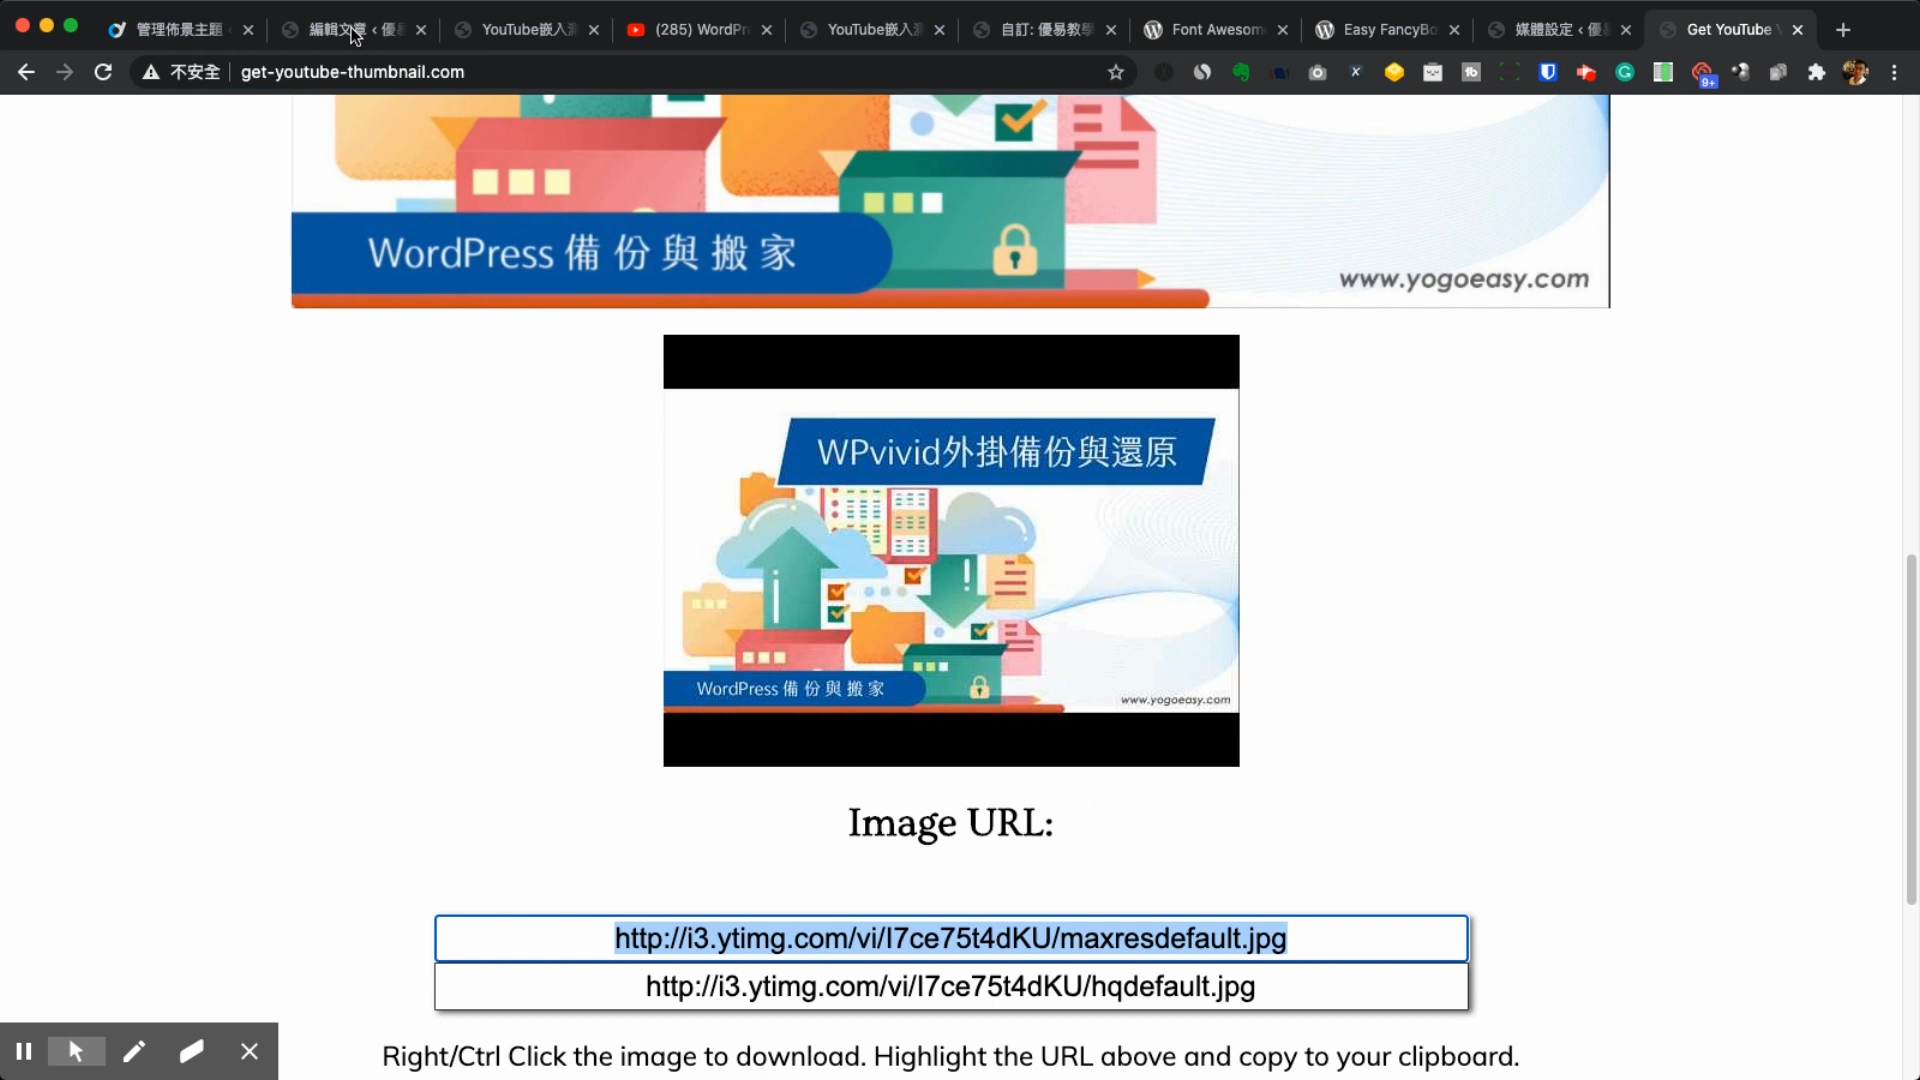 管理佈景主題
編輯文章 ‹ 優
YouTube嵌入
(285) WordPr
YouTube嵌入
自訂: 優易教學
Font Awesom
Easy FancyBo
媒體設定 ‹ 優
Get YouTube
不安全
get-youtube-thumbnail.com
9+
WordPress 備份與搬家
www.yogoeasy.com
WPvivid外掛備份與還原
WordPress 備份與搬家
www.yogoeasy.com
Image URL:
http://i3.ytimg.com/vi/I7ce75t4dKU/maxresdefault.jpg
http://i3.ytimg.com/vi/I7ce75t4dKU/hqdefault.jpg
Right/Ctrl Click the image to download. Highlight the URL above and copy to your clipboard.